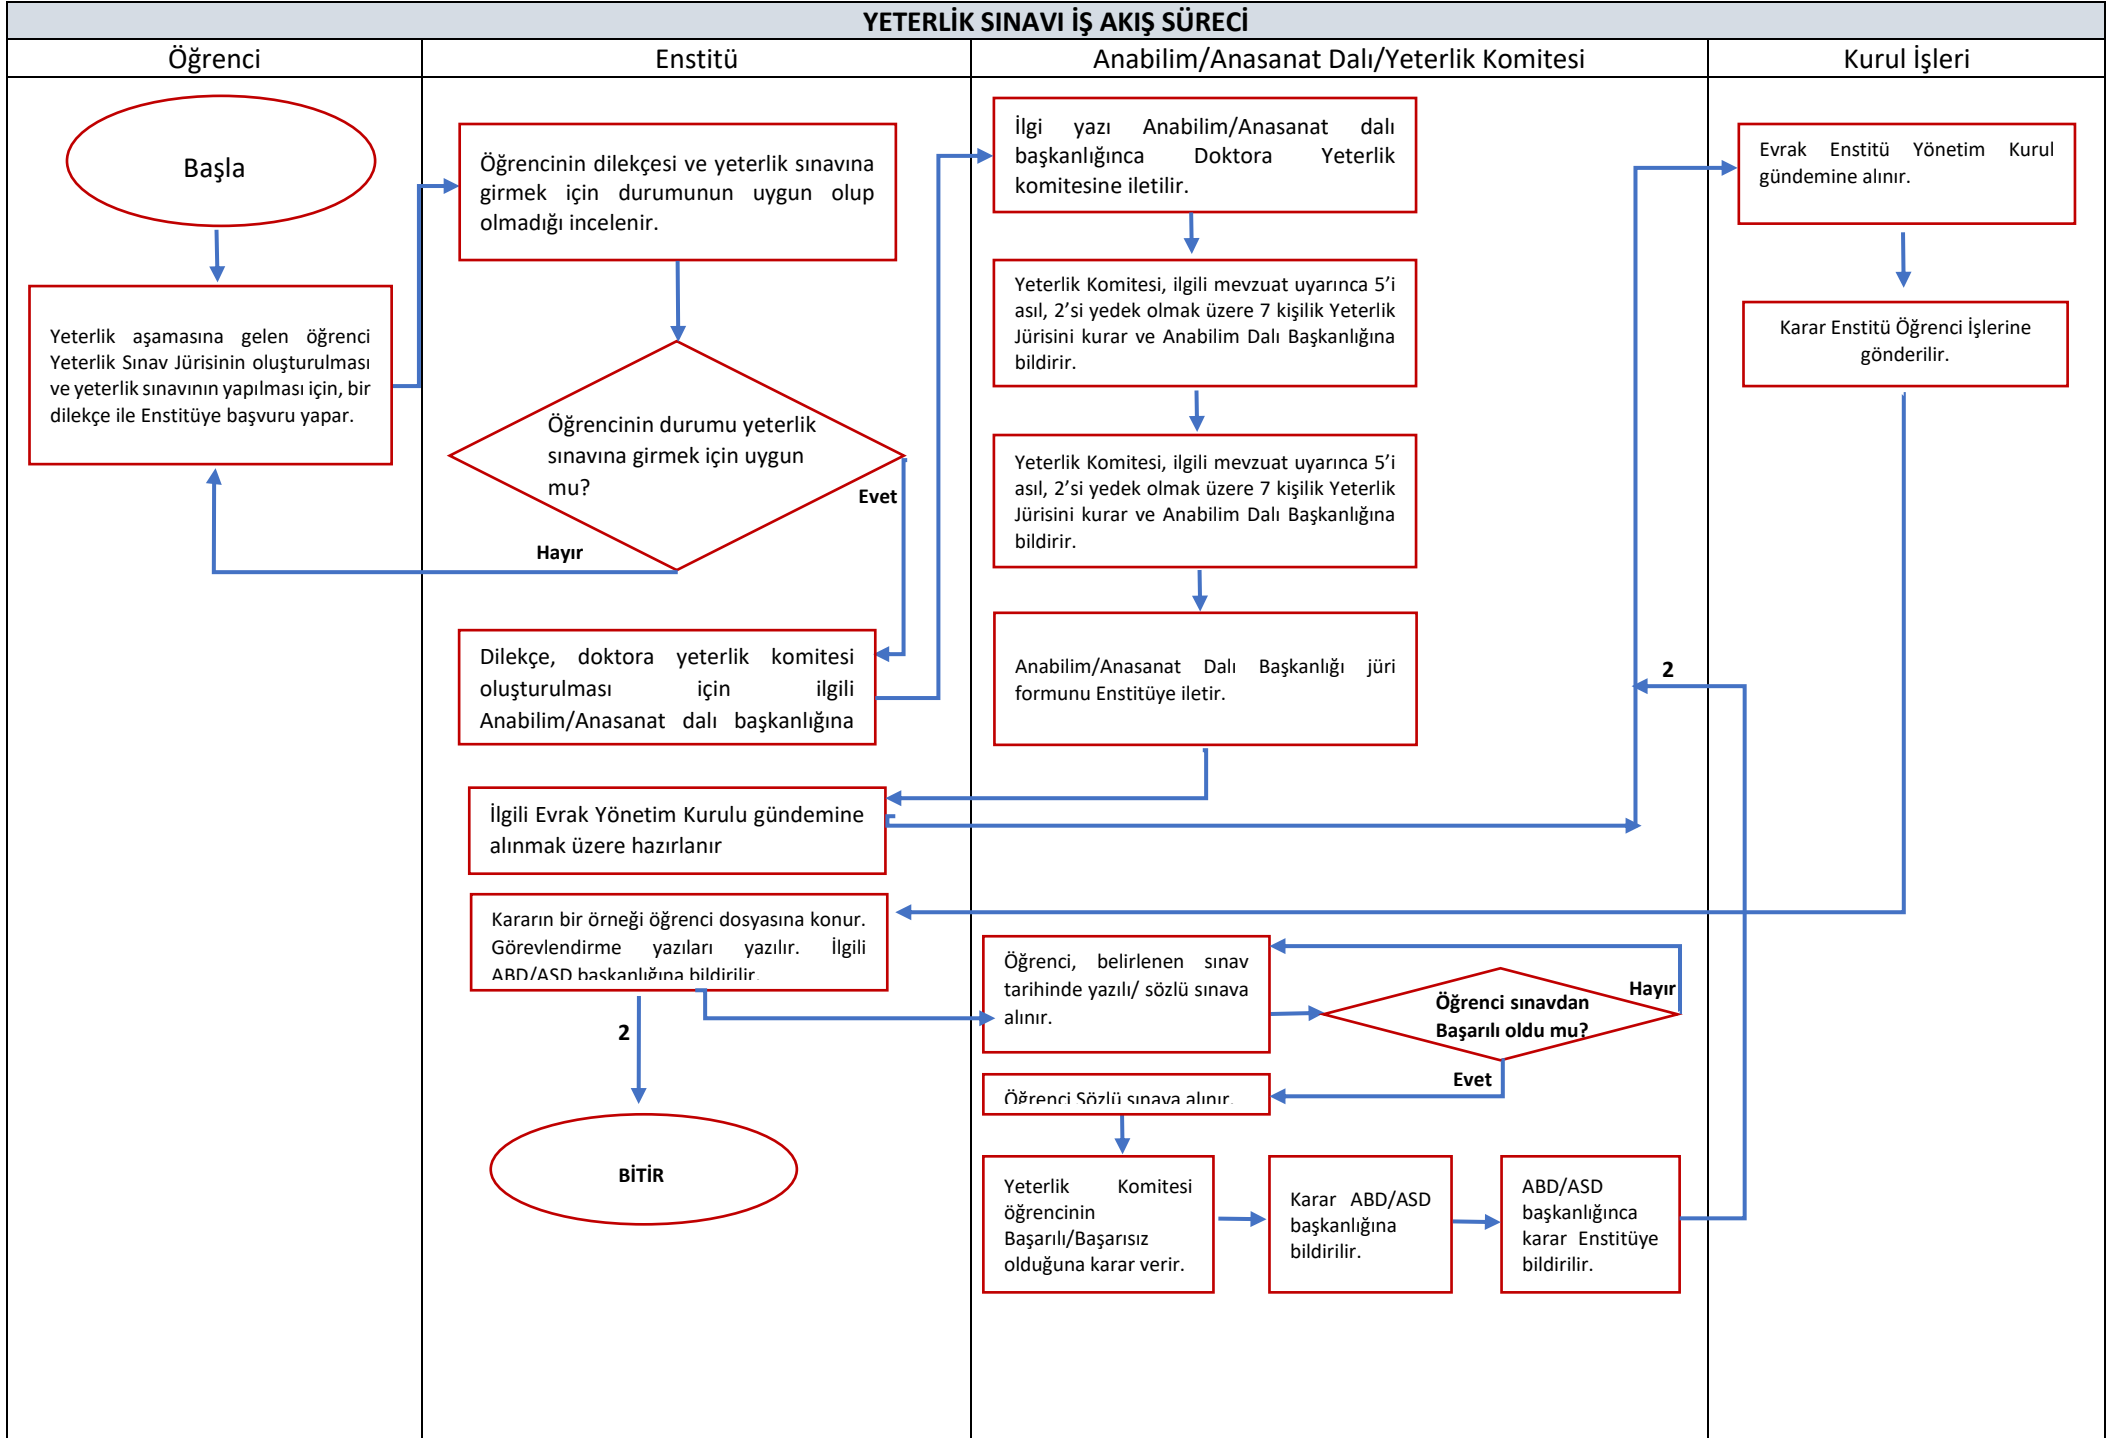 YETERLİK SINAVI İŞ AKIŞ SÜRECİ
Öğrenci
Enstitü
Anabilim/Anasanat Dalı/Yeterlik Komitesi
Kurul İşleri
Başla
Yeterlik aşamasına gelen öğrenci
Yeterlik Sınav Jürisinin oluşturulması
ve yeterlik sınavının yapılması için, bir
dilekçe ile Enstitüye başvuru yapar.
Öğrencinin dilekçesi ve yeterlik sınavına
girmek için durumunun uygun olup
olmadığı incelenir.
Öğrencinin durumu yeterlik
sınavına girmek için uygun
mu?
Evet
Hayır
Dilekçe, doktora yeterlik komitesi
oluşturulması için ilgili
Anabilim/Anasanat dalı başkanlığına
İlgili Evrak Yönetim Kurulu gündemine
alınmak üzere hazırlanır
Kararın bir örneği öğrenci dosyasına konur.
Görevlendirme yazıları yazılır. İlgili
ABD/ASD başkanlığına bildirilir.
2
BİTİR
İlgi yazı Anabilim/Anasanat dalı
başkanlığınca Doktora Yeterlik
komitesine iletilir.
Yeterlik Komitesi, ilgili mevzuat uyarınca 5’i
asıl, 2’si yedek olmak üzere 7 kişilik Yeterlik
Jürisini kurar ve Anabilim Dalı Başkanlığına
bildirir.
Yeterlik Komitesi, ilgili mevzuat uyarınca 5’i
asıl, 2’si yedek olmak üzere 7 kişilik Yeterlik
Jürisini kurar ve Anabilim Dalı Başkanlığına
bildirir.
Anabilim/Anasanat Dalı Başkanlığı jüri
formunu Enstitüye iletir.
2
Öğrenci, belirlenen sınav
tarihinde yazılı/ sözlü sınava
alınır.
Öğrenci sınavdan
Başarılı oldu mu?
Hayır
Evet
Öğrenci Sözlü sınava alınır.
Yeterlik Komitesi
öğrencinin
Başarılı/Başarısız
olduğuna karar verir.
Karar ABD/ASD
başkanlığına
bildirilir.
ABD/ASD
başkanlığınca
karar Enstitüye
bildirilir.
Evrak Enstitü Yönetim Kurul
gündemine alınır.
Karar Enstitü Öğrenci İşlerine
gönderilir.